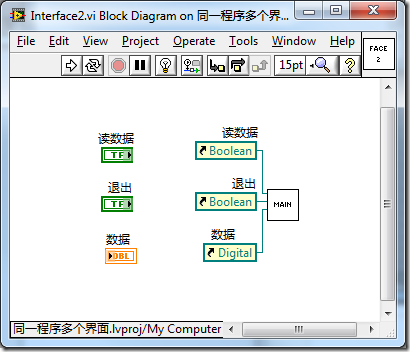 Interface2.vi Block Diagram on 同一程序多个界面...
File Edit View Project Operate Tools Window Help
FACE
2
15pt
?
读数据
TF
读数据
Boolean
退出
TF
退出
Boolean
MAIN
数据
DBL
数据
Digital
同一程序多个界面.lvproj/My Computer